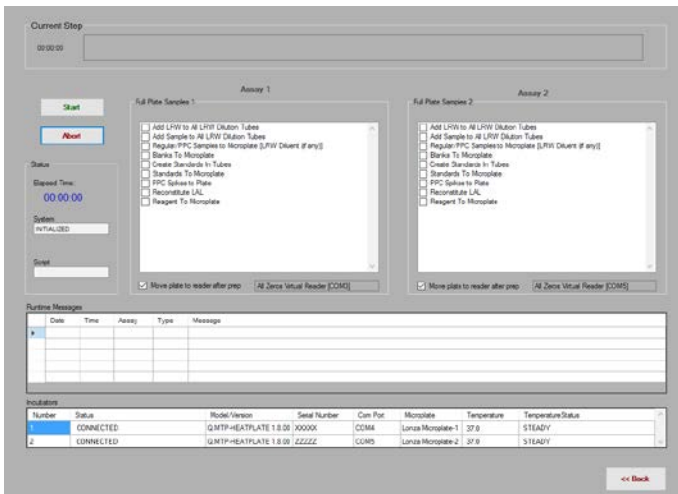 Current Step
00:00:00
Assay 1
Assay 2
Start
Abort
Full Plate Samples 1
Full Plate Samples 2
Add LRW to All LRW Dilution Tubes
Add Sample to All LRW Dilution Tubes
Regular/PPC Samples to Microplate [LRW Diluent (if any)]
Blanks To Microplate
Create Standards In Tubes
Standards To Microplate
PPC Spikes to Plate
Reconstitute LAL
Reagent To Microplate
Add LRW to All LRW Dilution Tubes
Add Sample to All LRW Dilution Tubes
Regular/PPC Samples to Microplate [LRW Diluent (if any)]
Blanks To Microplate
Create Standards In Tubes
Standards To Microplate
PPC Spikes to Plate
Reconstitute LAL
Reagent To Microplate
Status
Elapsed Time:
00:00:00
System
INITIALIZED
Script
Move plate to reader after prep All Zeros Virtual Reader [COM3]
Move plate to reader after prep All Zeros Virtual Reader [COM5]
Runtime Messages
Date Time Assay Type Message
Incubators
Number Status Model/Version Serial Number Com Port Microplate Temperature TemperatureStatus
1 CONNECTED Q.MTP-HEATPLATE 1.8.00 XXXXX COM4 Lonza Microplate-1 37.0 STEADY
2 CONNECTED Q.MTP-HEATPLATE 1.8.00 ZZZZZ COM5 Lonza Microplate-2 37.0 STEADY
<< Back